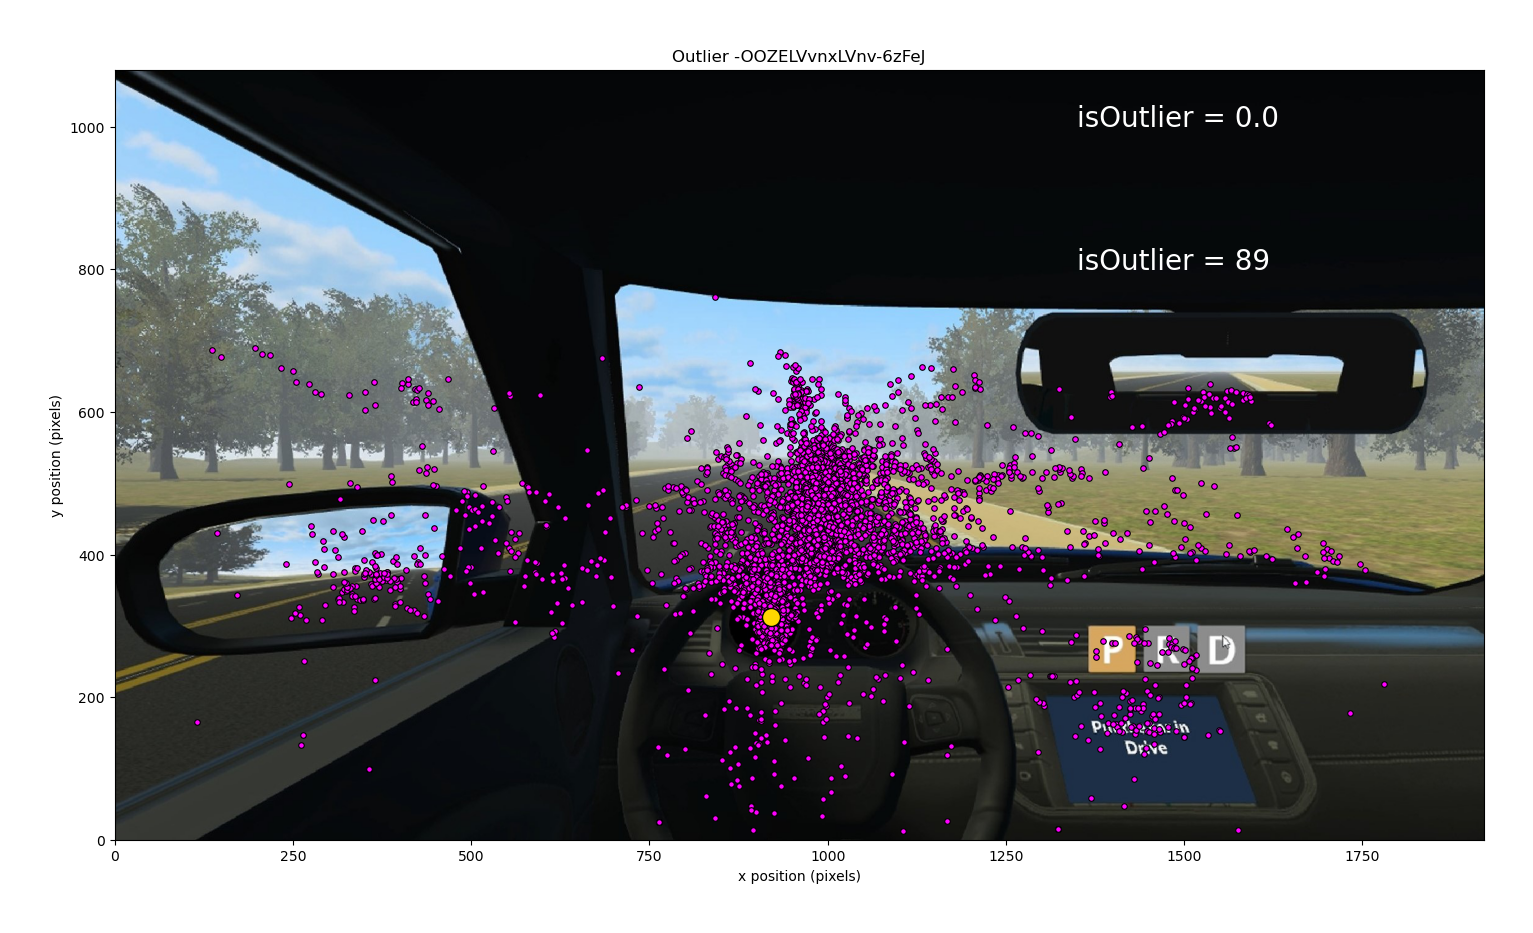 Outlier -OOZELVvnxLVnv-6zFeJ
isOutlier = 0.0
isOutlier = 89
y position (pixels)
1000
800
600
400
200
0
P R D
in
Drive
0 250 500 750 1000 1250 1500 1750
x position (pixels)